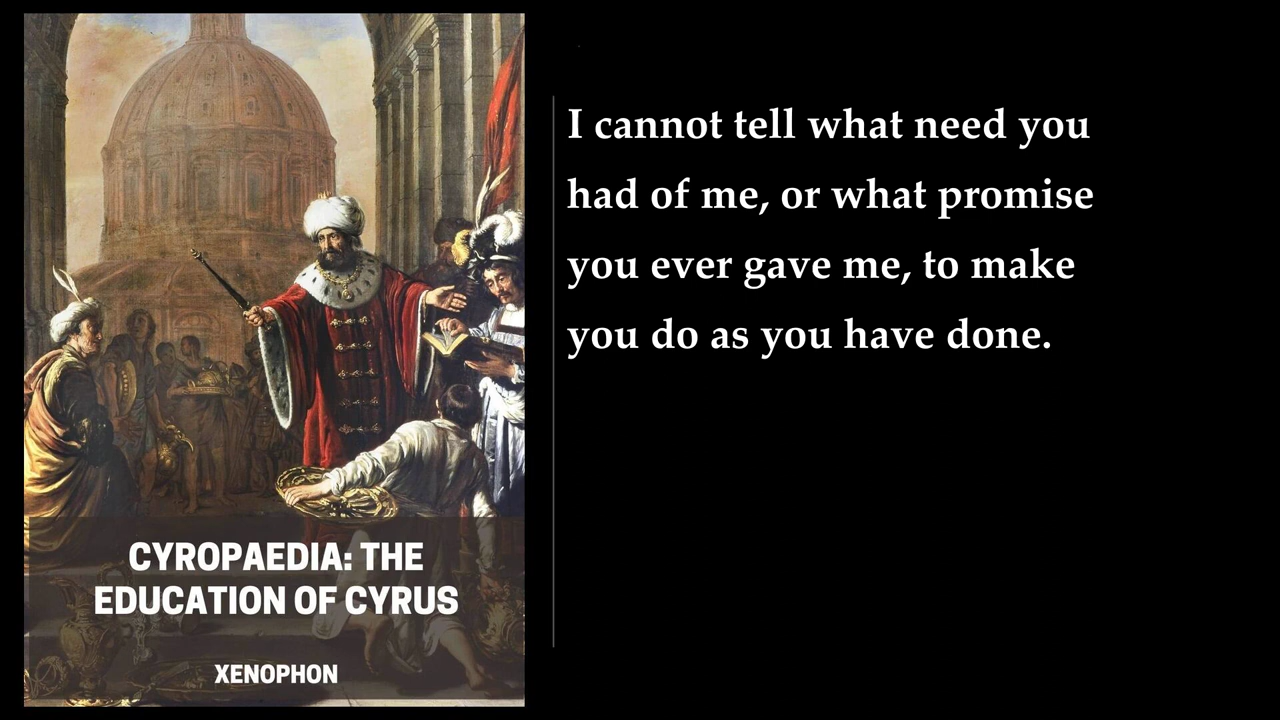 I cannot tell what need you
had of me, or what promise
you ever gave me, to make
you do as you have done.
CYROPAEDIA: THE
EDUCATION OF CYRUS
XENOPHON